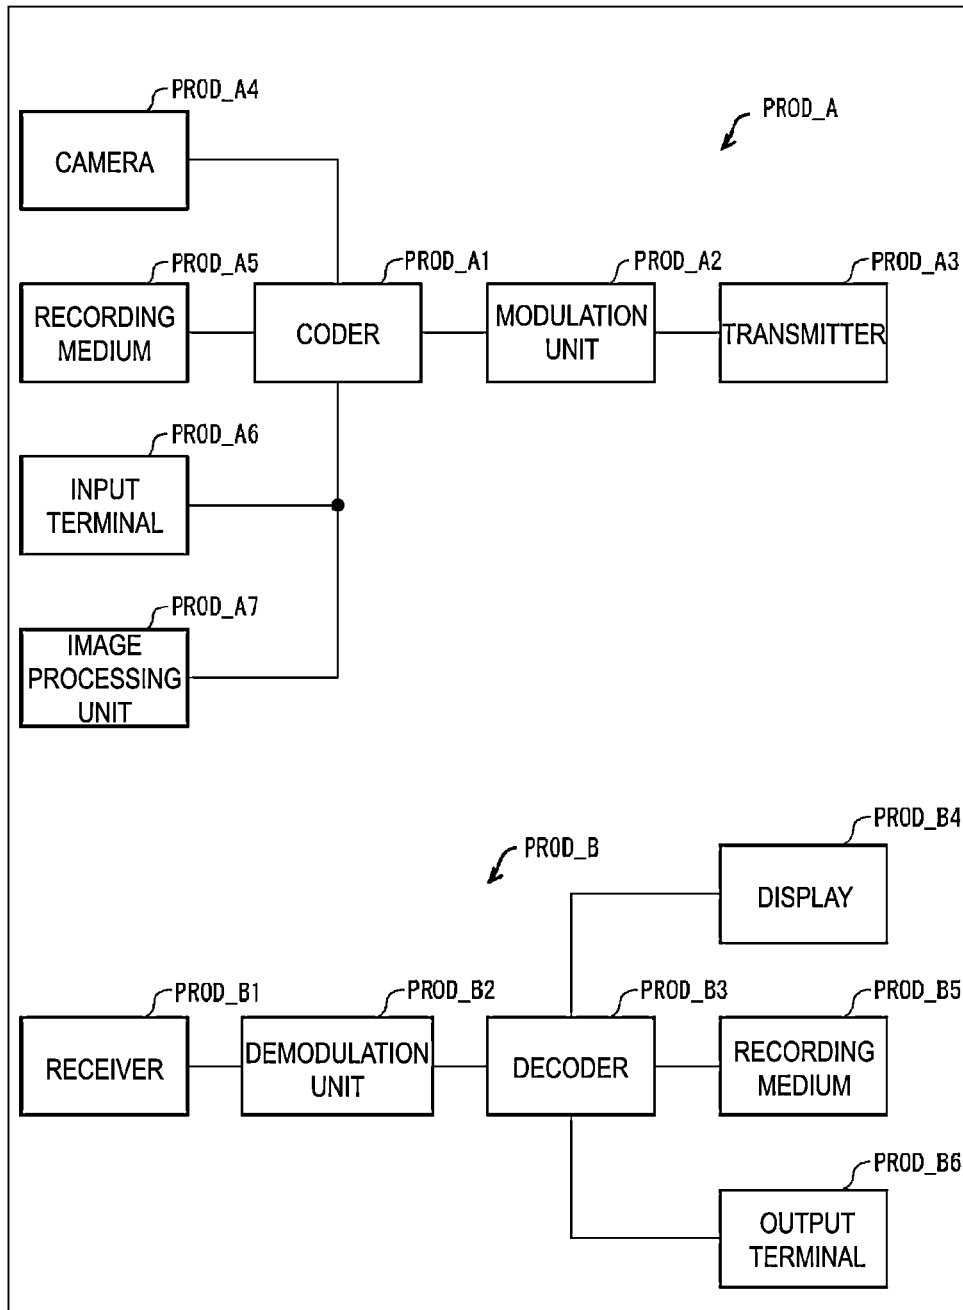 PROD_A4
CAMERA
PROD_A
PROD_A5
RECORDING
MEDIUM
PROD_A1
CODER
PROD_A2
MODULATION
UNIT
PROD_A3
TRANSMITTER
PROD_A6
INPUT
TERMINAL
PROD_A7
IMAGE
PROCESSING
UNIT
PROD_B
PROD_B4
DISPLAY
PROD_B1
RECEIVER
PROD_B2
DEMODULATION
UNIT
PROD_B3
DECODER
PROD_B5
RECORDING
MEDIUM
PROD_B6
OUTPUT
TERMINAL